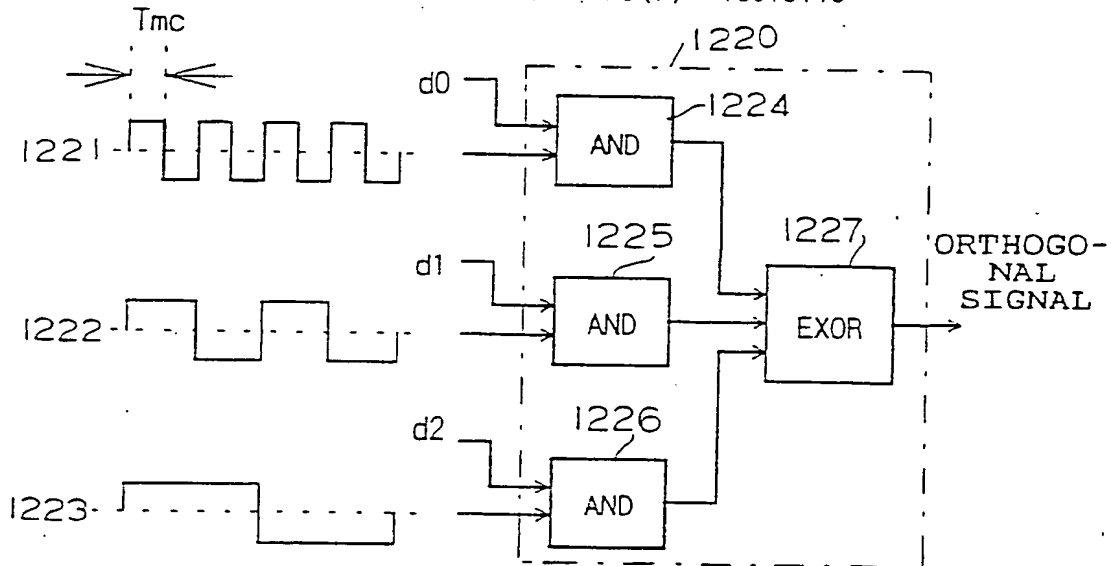 Tmc
1220
d0
1224
1221
AND
1225
1227
d1
ORTHOGO-
NAL
SIGNAL
1222
AND
EXOR
1226
d2
1223
AND